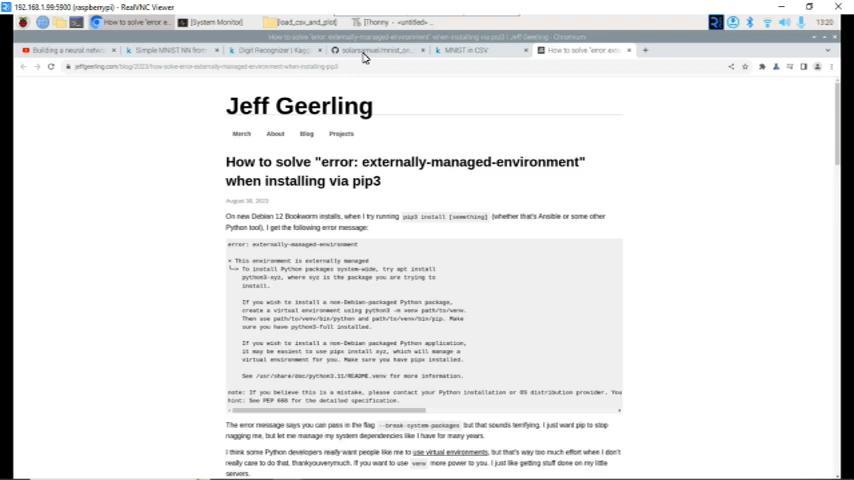 192.168.1.99:5900 (raspberrypi) - RealVNC Viewer
How to solve "error: e...
[System Monitor]
[load_csv_and_plot]
[Thonny - <untitled> ...
13:20
How to solve "error: externally-managed-environment" when installing via pip3 | Jeff Geerling - Chromium
Building a neural netwo
Simple MNIST NN from
Digit Recognizer | Kagg
solarsamuel/mnist_on
MNIST in CSV
How to solve "error: ex
jeffgeerling.com/blog/2023/how-solve-error-externally-managed-environment-when-installing-pip3
Jeff Geerling
Merch About Blog Projects
How to solve "error: externally-managed-environment"
when installing via pip3
August 30, 2023
On new Debian 12 Bookworm installs, when I try running pip3 install [something] (whether that's Ansible or some other
Python tool), I get the following error message:
error: externally-managed-environment
× This environment is externally managed
╰─> To install Python packages system-wide, try apt install
python3-xyz, where xyz is the package you are trying to
install.
If you wish to install a non-Debian-packaged Python package,
create a virtual environment using python3 -m venv path/to/venv.
Then use path/to/venv/bin/python and path/to/venv/bin/pip. Make
sure you have python3-full installed.
If you wish to install a non-Debian packaged Python application,
it may be easiest to use pipx install xyz, which will manage a
virtual environment for you. Make sure you have pipx installed.
See /usr/share/doc/python3.11/README.venv for more information.
note: If you believe this is a mistake, please contact your Python installation or OS distribution provider. You
hint: See PEP 668 for the detailed specification.
The error message says you can pass in the flag --break-system-packages but that sounds terrifying. I just want pip to stop
nagging me, but let me manage my system dependencies like I have for many years.
I think some Python developers really want people like me to use virtual environments, but that's way too much effort when I don't
really care to do that, thankyouverymuch. If you want to use venv more power to you. I just like getting stuff done on my little
servers.